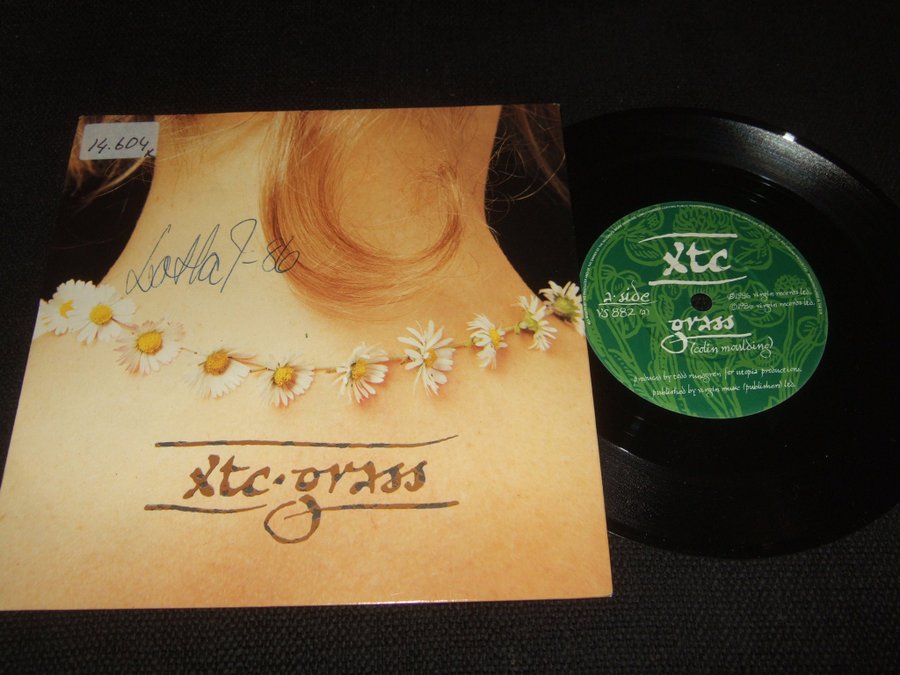 14.604
Lotta J-86
xtc·grass
xtc
a·side
VS 882 (a)
℗1986 virgin records ltd.
©1986 virgin records ltd.
grass
(colin moulding)
produced by todd rundgren for utopia productions.
published by virgin music (publishers) ltd.